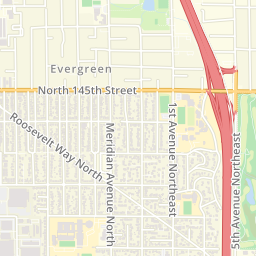 Evergreen
North 145th Street
Roosevelt Way North
Meridian Avenue North
1st Avenue Northeast
5th Avenue Northeast